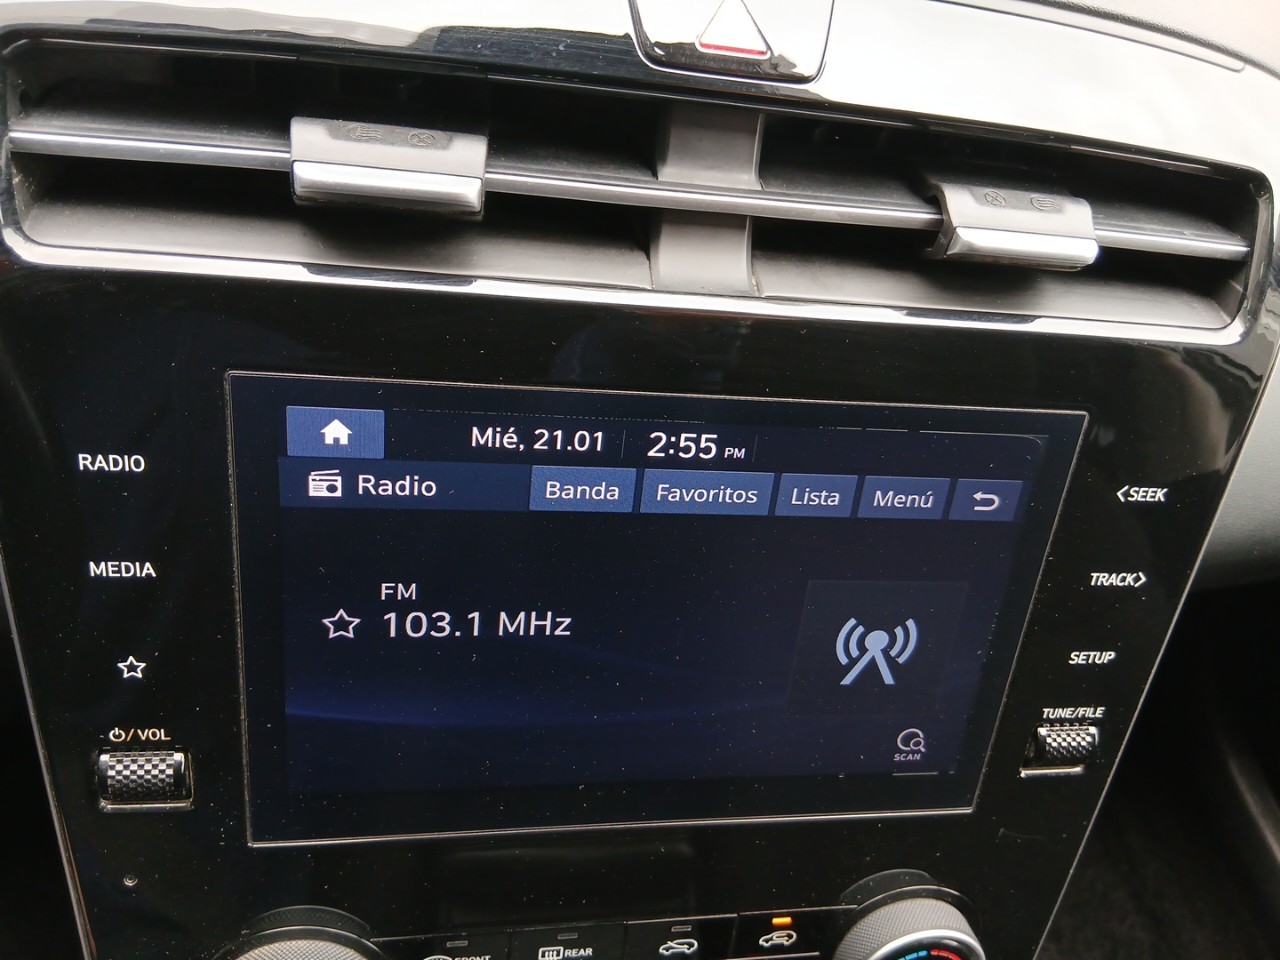 Mié, 21.01 2:55 PM
Radio Banda Favoritos Lista Menú
FM
103.1 MHz
SCAN
RADIO
MEDIA
/ VOL
<SEEK
TRACK>
SETUP
TUNE/FILE
FRONT
REAR